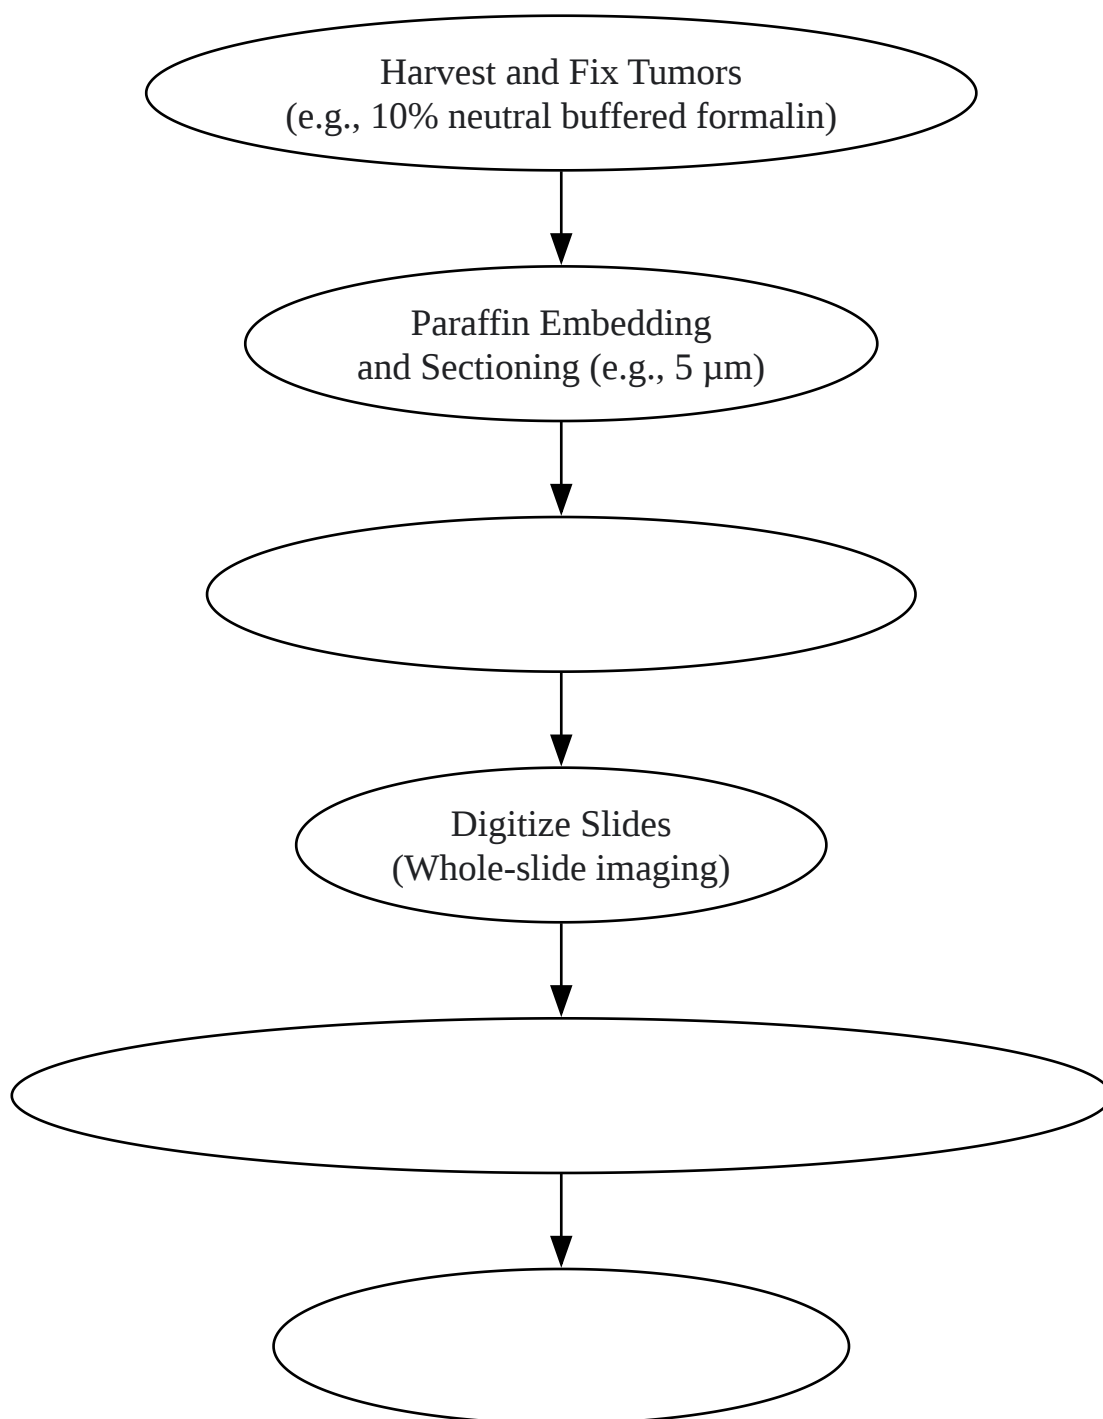 Harvest and Fix Tumors
(e.g., 10% neutral buffered formalin)
Paraffin Embedding
and Sectioning (e.g., 5 µm)
Digitize Slides
(Whole-slide imaging)